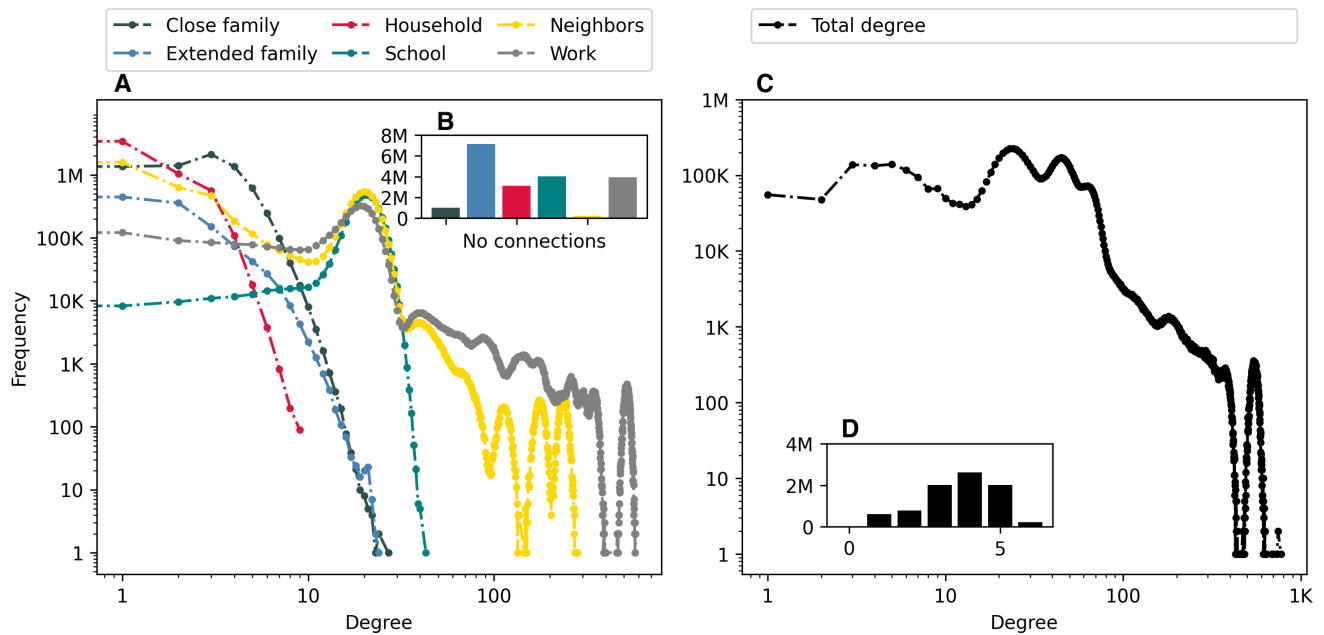 Close family Household Neighbors
Extended family School Work
Total degree
A
B
C
D
Frequency
1M
100K
10K
1K
100
10
1
1 10 100
Degree
8M
6M
4M
2M
0
No connections
1M
100K
10K
1K
100
10
1
1 10 100 1K
Degree
4M
2M
0
0 5